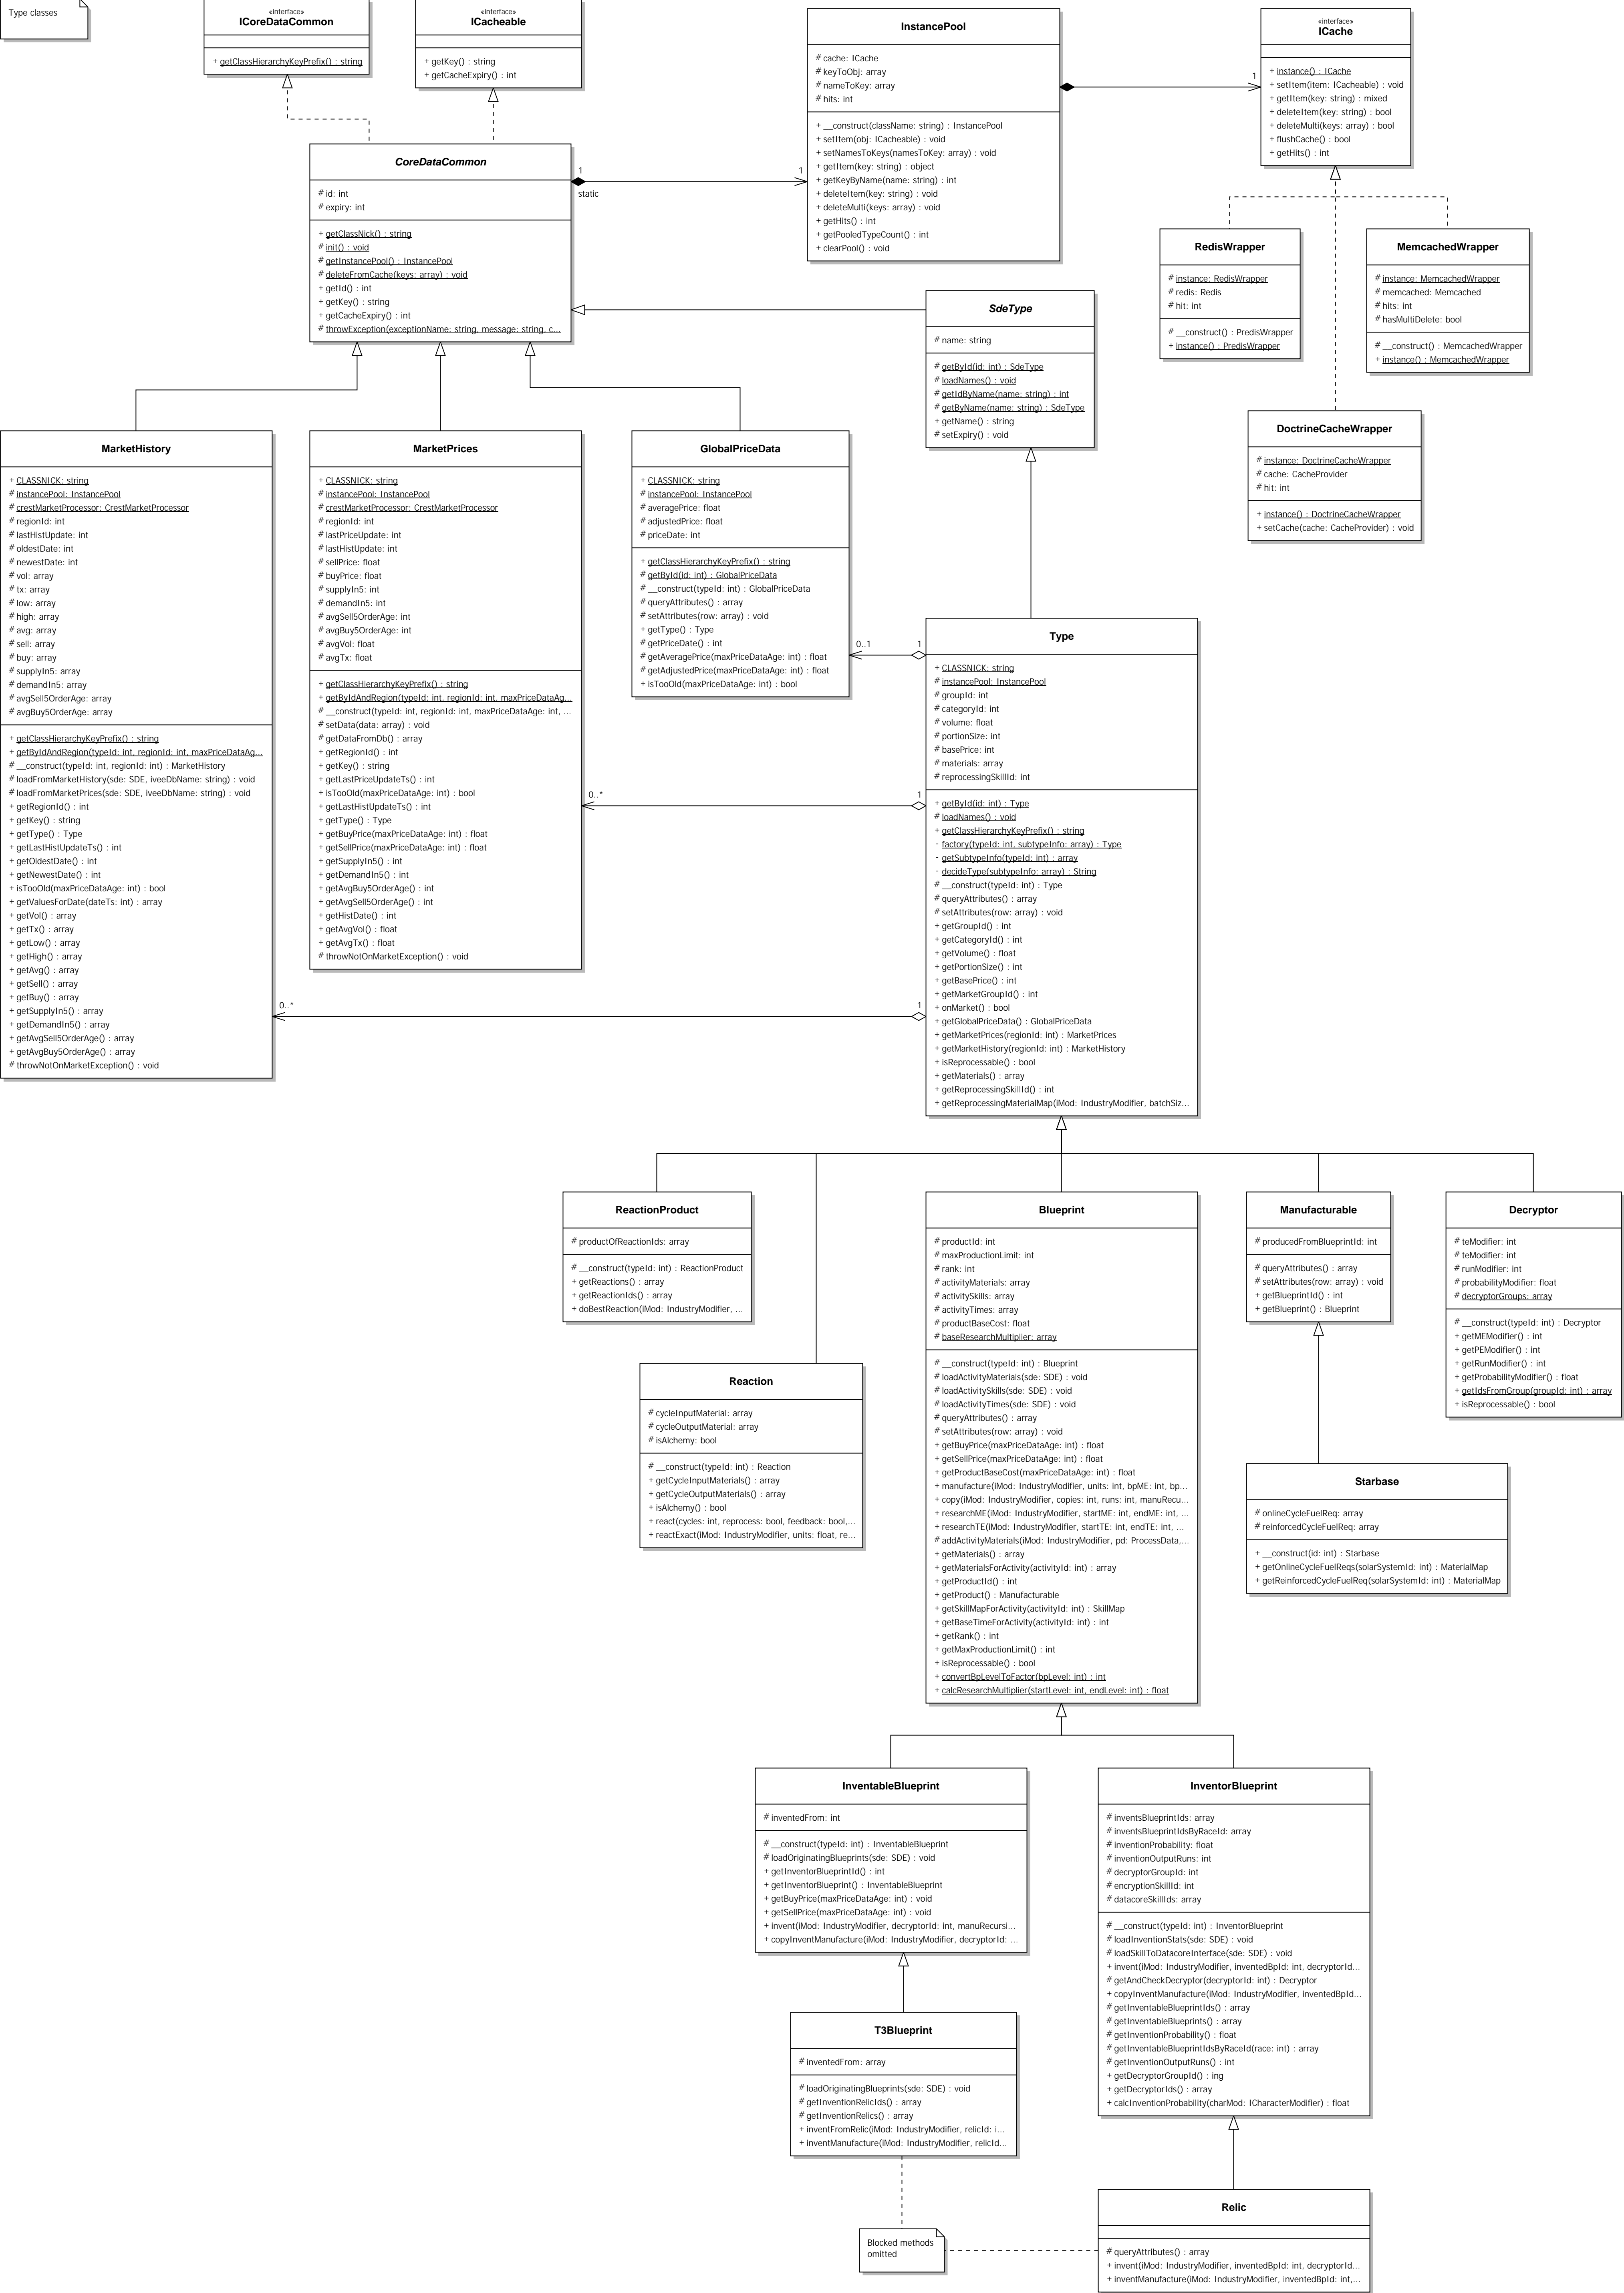 Type classes
«interface»
ICoreDataCommon
+ getClassHierarchyKeyPrefix() : string
«interface»
ICacheable
+ getKey() : string
+ getCacheExpiry() : int
InstancePool
# cache: ICache
# keyToObj: array
# nameToKey: array
# hits: int
+ __construct(className: string) : InstancePool
+ setItem(obj: ICacheable) : void
+ setNamesToKeys(namesToKey: array) : void
+ getItem(key: string) : object
+ getKeyByName(name: string) : int
+ deleteItem(key: string) : void
+ deleteMulti(keys: array) : void
+ getHits() : int
+ getPooledTypeCount() : int
+ clearPool() : void
1
«interface»
ICache
+ instance() : ICache
+ setItem(item: ICacheable) : void
+ getItem(key: string) : mixed
+ deleteItem(key: string) : bool
+ deleteMulti(keys: array) : bool
+ flushCache() : bool
+ getHits() : int
CoreDataCommon
# id: int
# expiry: int
+ getClassNick() : string
# init() : void
# getInstancePool() : InstancePool
# deleteFromCache(keys: array) : void
+ getId() : int
+ getKey() : string
+ getCacheExpiry() : int
# throwException(exceptionName: string, message: string, c...
1
static
1
RedisWrapper
# instance: RedisWrapper
# redis: Redis
# hit: int
# __construct() : PredisWrapper
+ instance() : PredisWrapper
MemcachedWrapper
# instance: MemcachedWrapper
# memcached: Memcached
# hits: int
# hasMultiDelete: bool
# __construct() : MemcachedWrapper
+ instance() : MemcachedWrapper
SdeType
# name: string
# getById(id: int) : SdeType
# loadNames() : void
# getIdByName(name: string) : int
# getByName(name: string) : SdeType
+ getName() : string
# setExpiry() : void
DoctrineCacheWrapper
# instance: DoctrineCacheWrapper
# cache: CacheProvider
# hit: int
+ instance() : DoctrineCacheWrapper
+ setCache(cache: CacheProvider) : void
MarketHistory
+ CLASSNICK: string
# instancePool: InstancePool
# crestMarketProcessor: CrestMarketProcessor
# regionId: int
# lastHistUpdate: int
# oldestDate: int
# newestDate: int
# vol: array
# tx: array
# low: array
# high: array
# avg: array
# sell: array
# buy: array
# supplyIn5: array
# demandIn5: array
# avgSell5OrderAge: array
# avgBuy5OrderAge: array
+ getClassHierarchyKeyPrefix() : string
+ getByIdAndRegion(typeId: int, regionId: int, maxPriceDataAg...
# __construct(typeId: int, regionId: int) : MarketHistory
# loadFromMarketHistory(sde: SDE, iveeDbName: string) : void
# loadFromMarketPrices(sde: SDE, iveeDbName: string) : void
+ getRegionId() : int
+ getKey() : string
+ getType() : Type
+ getLastHistUpdateTs() : int
+ getOldestDate() : int
+ getNewestDate() : int
+ isTooOld(maxPriceDataAge: int) : bool
+ getValuesForDate(dateTs: int) : array
+ getVol() : array
+ getTx() : array
+ getLow() : array
+ getHigh() : array
+ getAvg() : array
+ getSell() : array
+ getBuy() : array
+ getSupplyIn5() : array
+ getDemandIn5() : array
+ getAvgSell5OrderAge() : array
+ getAvgBuy5OrderAge() : array
# throwNotOnMarketException() : void
MarketPrices
+ CLASSNICK: string
# instancePool: InstancePool
# crestMarketProcessor: CrestMarketProcessor
# regionId: int
# lastPriceUpdate: int
# lastHistUpdate: int
# sellPrice: float
# buyPrice: float
# supplyIn5: int
# demandIn5: int
# avgSell5OrderAge: int
# avgBuy5OrderAge: int
# avgVol: float
# avgTx: float
+ getClassHierarchyKeyPrefix() : string
+ getByIdAndRegion(typeId: int, regionId: int, maxPriceDataAg...
# __construct(typeId: int, regionId: int, maxPriceDataAge: int, ...
# setData(data: array) : void
# getDataFromDb() : array
+ getRegionId() : int
+ getKey() : string
+ getLastPriceUpdateTs() : int
+ isTooOld(maxPriceDataAge: int) : bool
+ getLastHistUpdateTs() : int
+ getType() : Type
+ getBuyPrice(maxPriceDataAge: int) : float
+ getSellPrice(maxPriceDataAge: int) : float
+ getSupplyIn5() : int
+ getDemandIn5() : int
+ getAvgBuy5OrderAge() : int
+ getAvgSell5OrderAge() : int
+ getHistDate() : int
+ getAvgVol() : float
+ getAvgTx() : float
# throwNotOnMarketException() : void
GlobalPriceData
+ CLASSNICK: string
# instancePool: InstancePool
# averagePrice: float
# adjustedPrice: float
# priceDate: int
+ getClassHierarchyKeyPrefix() : string
# getById(id: int) : GlobalPriceData
# __construct(typeId: int) : GlobalPriceData
# queryAttributes() : array
# setAttributes(row: array) : void
+ getType() : Type
+ getPriceDate() : int
+ getAveragePrice(maxPriceDataAge: int) : float
+ getAdjustedPrice(maxPriceDataAge: int) : float
+ isTooOld(maxPriceDataAge: int) : bool
0..1
1
0..*
1
0..*
1
Type
+ CLASSNICK: string
# instancePool: InstancePool
# groupId: int
# categoryId: int
# volume: float
# portionSize: int
# basePrice: int
# materials: array
# reprocessingSkillId: int
+ getById(id: int) : Type
# loadNames() : void
+ getClassHierarchyKeyPrefix() : string
- factory(typeId: int, subtypeInfo: array) : Type
- getSubtypeInfo(typeId: int) : array
- decideType(subtypeInfo: array) : String
# __construct(typeId: int) : Type
# queryAttributes() : array
# setAttributes(row: array) : void
+ getGroupId() : int
+ getCategoryId() : int
+ getVolume() : float
+ getPortionSize() : int
+ getBasePrice() : int
+ getMarketGroupId() : int
+ onMarket() : bool
+ getGlobalPriceData() : GlobalPriceData
+ getMarketPrices(regionId: int) : MarketPrices
+ getMarketHistory(regionId: int) : MarketHistory
+ isReprocessable() : bool
+ getMaterials() : array
+ getReprocessingSkillId() : int
+ getReprocessingMaterialMap(iMod: IndustryModifier, batchSiz...
ReactionProduct
# productOfReactionIds: array
# __construct(typeId: int) : ReactionProduct
+ getReactions() : array
+ getReactionIds() : array
+ doBestReaction(iMod: IndustryModifier, ...
Reaction
# cycleInputMaterial: array
# cycleOutputMaterial: array
# isAlchemy: bool
# __construct(typeId: int) : Reaction
+ getCycleInputMaterials() : array
+ getCycleOutputMaterials() : array
+ isAlchemy() : bool
+ react(cycles: int, reprocess: bool, feedback: bool,...
+ reactExact(iMod: IndustryModifier, units: float, re...
Blueprint
# productId: int
# maxProductionLimit: int
# rank: int
# activityMaterials: array
# activitySkills: array
# activityTimes: array
# productBaseCost: float
# baseResearchMultiplier: array
# __construct(typeId: int) : Blueprint
# loadActivityMaterials(sde: SDE) : void
# loadActivitySkills(sde: SDE) : void
# loadActivityTimes(sde: SDE) : void
# queryAttributes() : array
# setAttributes(row: array) : void
+ getBuyPrice(maxPriceDataAge: int) : float
+ getSellPrice(maxPriceDataAge: int) : float
+ getProductBaseCost(maxPriceDataAge: int) : float
+ manufacture(iMod: IndustryModifier, units: int, bpME: int, bp...
+ copy(iMod: IndustryModifier, copies: int, runs: int, manuRecu...
+ researchME(iMod: IndustryModifier, startME: int, endME: int, ...
+ researchTE(iMod: IndustryModifier, startTE: int, endTE: int, ...
# addActivityMaterials(iMod: IndustryModifier, pd: ProcessData,...
+ getMaterials() : array
+ getMaterialsForActivity(activityId: int) : array
+ getProductId() : int
+ getProduct() : Manufacturable
+ getSkillMapForActivity(activityId: int) : SkillMap
+ getBaseTimeForActivity(activityId: int) : int
+ getRank() : int
+ getMaxProductionLimit() : int
+ isReprocessable() : bool
+ convertBpLevelToFactor(bpLevel: int) : int
+ calcResearchMultiplier(startLevel: int, endLevel: int) : float
Manufacturable
# producedFromBlueprintId: int
# queryAttributes() : array
# setAttributes(row: array) : void
+ getBlueprintId() : int
+ getBlueprint() : Blueprint
Decryptor
# teModifier: int
# teModifier: int
# runModifier: int
# probabilityModifier: float
# decryptorGroups: array
# __construct(typeId: int) : Decryptor
+ getMEModifier() : int
+ getPEModifier() : int
+ getRunModifier() : int
+ getProbabilityModifier() : float
+ getIdsFromGroup(groupId: int) : array
+ isReprocessable() : bool
Starbase
# onlineCycleFuelReq: array
# reinforcedCycleFuelReq: array
+ __construct(id: int) : Starbase
+ getOnlineCycleFuelReqs(solarSystemId: int) : MaterialMap
+ getReinforcedCycleFuelReq(solarSystemId: int) : MaterialMap
InventableBlueprint
# inventedFrom: int
# __construct(typeId: int) : InventableBlueprint
# loadOriginatingBlueprints(sde: SDE) : void
+ getInventorBlueprintId() : int
+ getInventorBlueprint() : InventableBlueprint
+ getBuyPrice(maxPriceDataAge: int) : void
+ getSellPrice(maxPriceDataAge: int) : void
+ invent(iMod: IndustryModifier, decryptorId: int, manuRecursi...
+ copyInventManufacture(iMod: IndustryModifier, decryptorId: ...
InventorBlueprint
# inventsBlueprintIds: array
# inventsBlueprintIdsByRaceId: array
# inventionProbability: float
# inventionOutputRuns: int
# decryptorGroupId: int
# encryptionSkillId: int
# datacoreSkillIds: array
# __construct(typeId: int) : InventorBlueprint
# loadInventionStats(sde: SDE) : void
# loadSkillToDatacoreInterface(sde: SDE) : void
+ invent(iMod: IndustryModifier, inventedBpId: int, decryptorId...
# getAndCheckDecryptor(decryptorId: int) : Decryptor
+ copyInventManufacture(iMod: IndustryModifier, inventedBpId...
# getInventableBlueprintIds() : array
# getInventableBlueprints() : array
# getInventionProbability() : float
# getInventableBlueprintIdsByRaceId(race: int) : array
# getInventionOutputRuns() : int
+ getDecryptorGroupId() : ing
+ getDecryptorIds() : array
+ calcInventionProbability(charMod: ICharacterModifier) : float
T3Blueprint
# inventedFrom: array
# loadOriginatingBlueprints(sde: SDE) : void
# getInventionRelicIds() : array
# getInventionRelics() : array
+ inventFromRelic(iMod: IndustryModifier, relicId: i...
+ inventManufacture(iMod: IndustryModifier, relicId...
Blocked methods
omitted
Relic
# queryAttributes() : array
+ invent(iMod: IndustryModifier, inventedBpId: int, decryptorId...
+ inventManufacture(iMod: IndustryModifier, inventedBpId: int,...